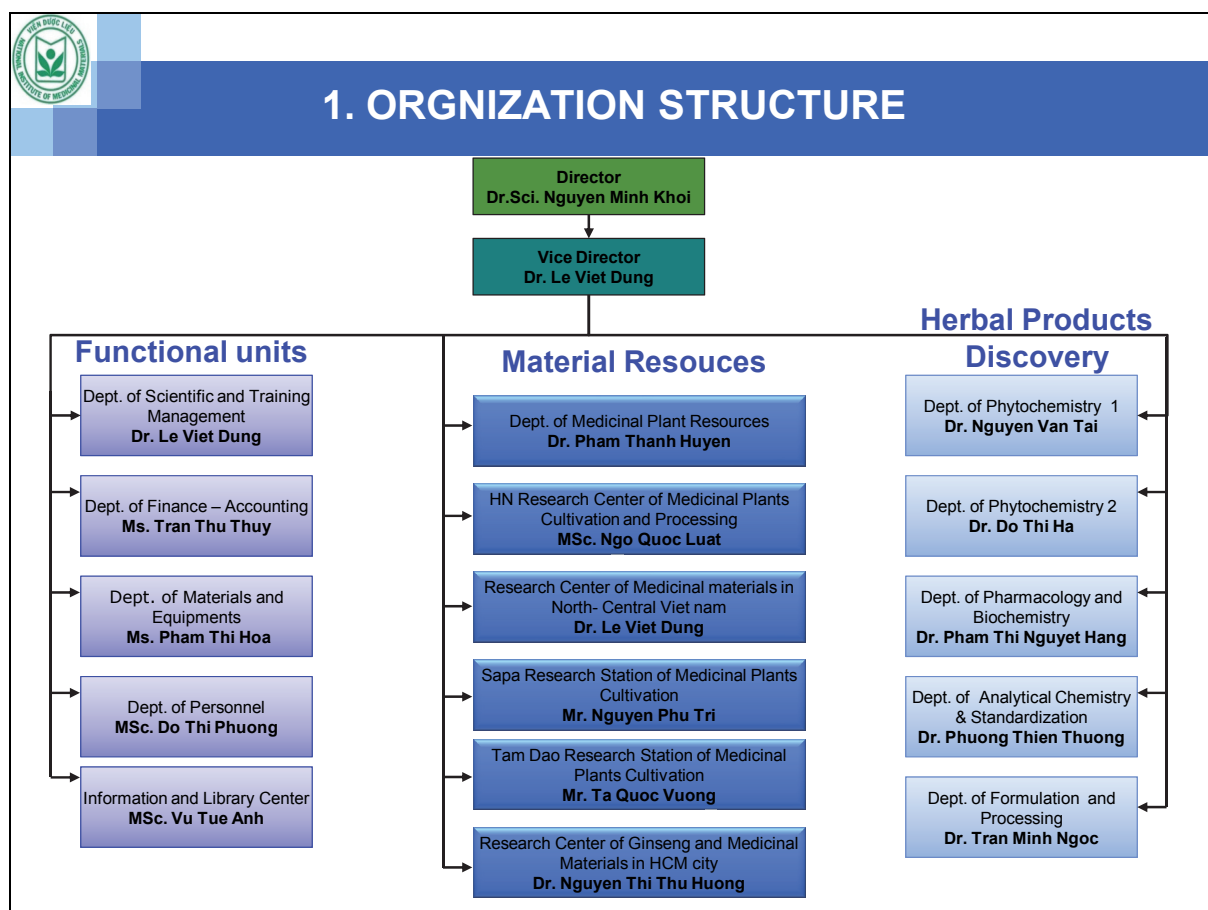 VIỆN DƯỢC LIỆU
NATIONAL INSTITUTE OF MEDICINAL MATERIALS
1. ORGNIZATION STRUCTURE
Director
Dr.Sci. Nguyen Minh Khoi
Vice Director
Dr. Le Viet Dung
Functional units
Dept. of Scientific and Training
Management
Dr. Le Viet Dung
Dept. of Finance – Accounting
Ms. Tran Thu Thuy
Dept. of Materials and
Equipments
Ms. Pham Thi Hoa
Dept. of Personnel
MSc. Do Thi Phuong
Information and Library Center
MSc. Vu Tue Anh
Material Resouces
Dept. of Medicinal Plant Resources
Dr. Pham Thanh Huyen
HN Research Center of Medicinal Plants
Cultivation and Processing
MSc. Ngo Quoc Luat
Research Center of Medicinal materials in
North- Central Viet nam
Dr. Le Viet Dung
Sapa Research Station of Medicinal Plants
Cultivation
Mr. Nguyen Phu Tri
Tam Dao Research Station of Medicinal
Plants Cultivation
Mr. Ta Quoc Vuong
Research Center of Ginseng and Medicinal
Materials in HCM city
Dr. Nguyen Thi Thu Huong
Herbal Products
Discovery
Dept. of Phytochemistry 1
Dr. Nguyen Van Tai
Dept. of Phytochemistry 2
Dr. Do Thi Ha
Dept. of Pharmacology and
Biochemistry
Dr. Pham Thi Nguyet Hang
Dept. of Analytical Chemistry
& Standardization
Dr. Phuong Thien Thuong
Dept. of Formulation and
Processing
Dr. Tran Minh Ngoc